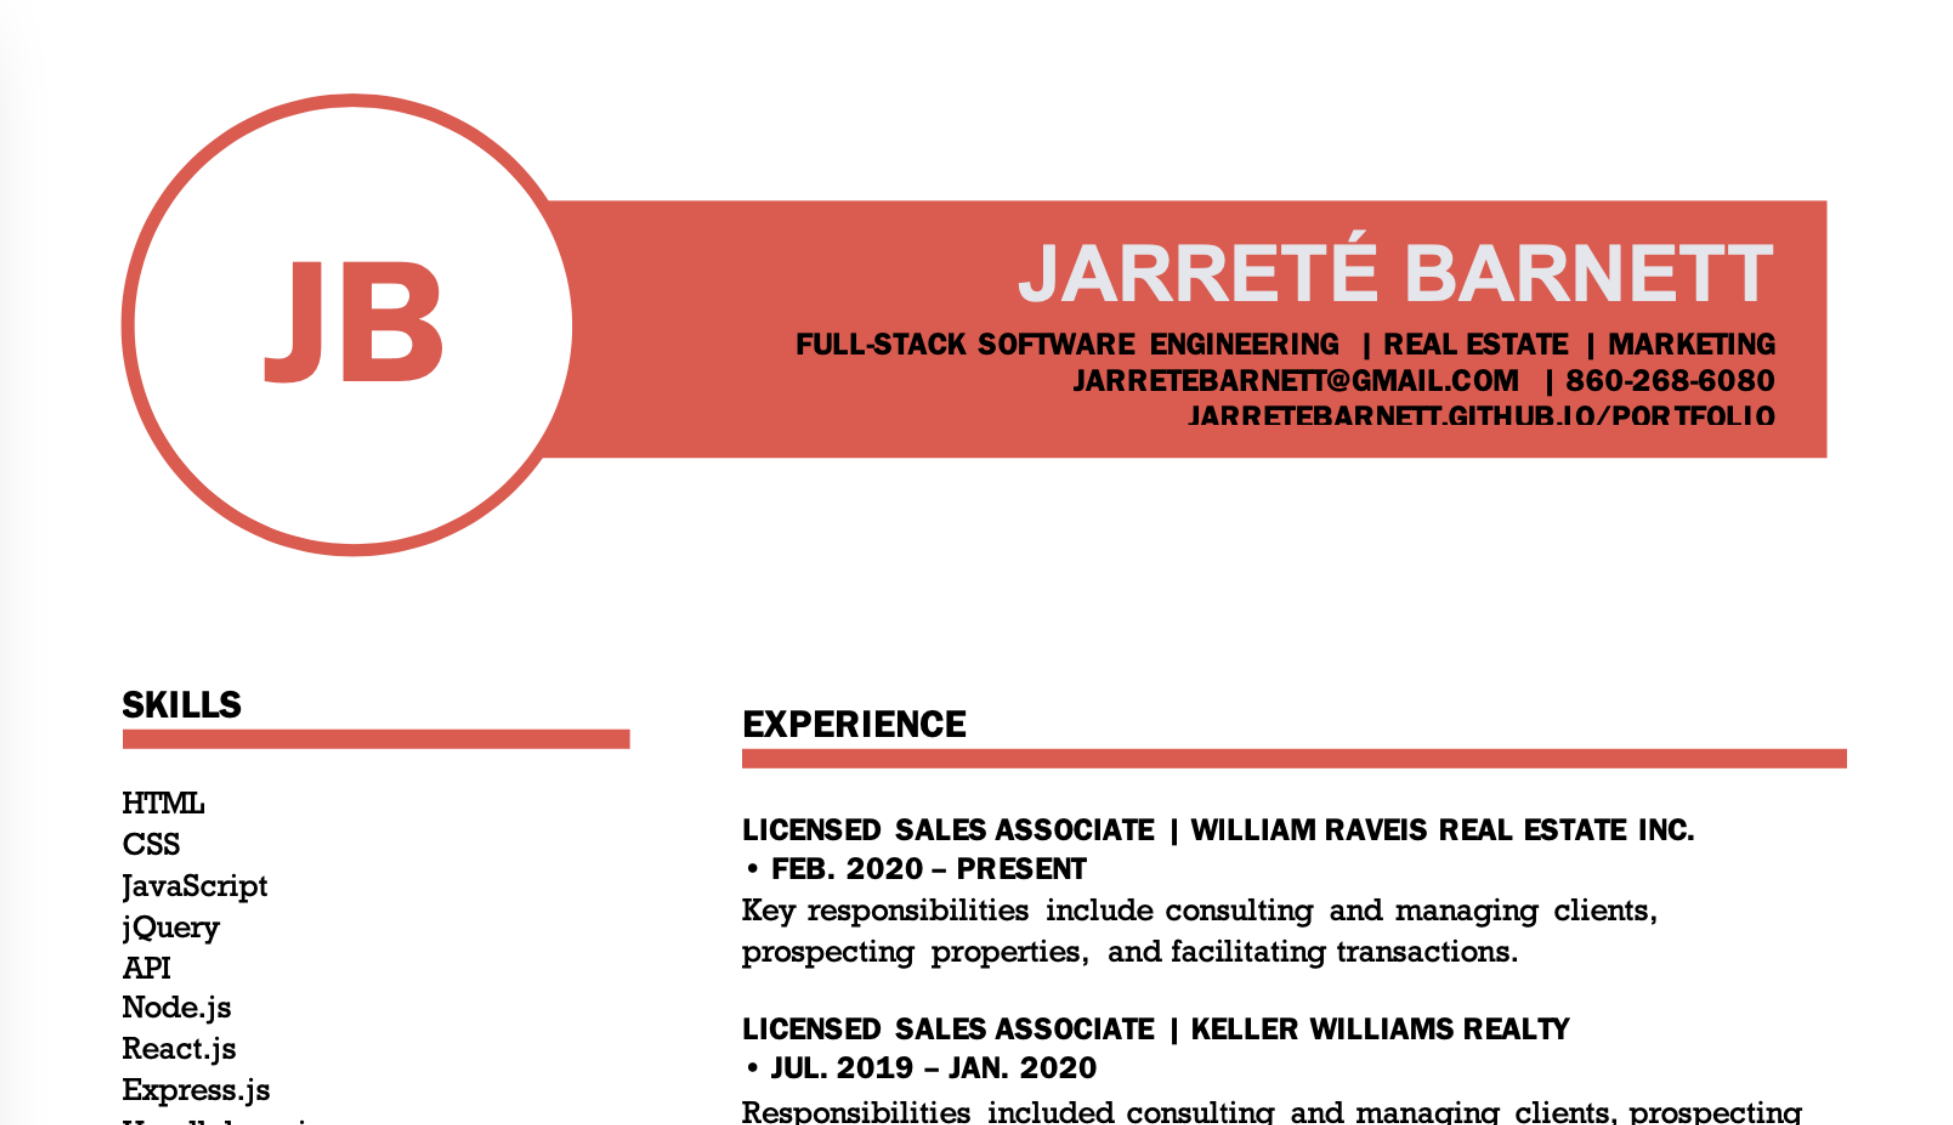 JB
JARRETÉ BARNETT
FULL-STACK SOFTWARE ENGINEERING | REAL ESTATE | MARKETING
JARRETEBARNETT@GMAIL.COM | 860-268-6080
JARRETEBARNETT.GITHUB.IO/PORTFOLIO
SKILLS
HTML
CSS
JavaScript
jQuery
API
Node.js
React.js
Express.js
EXPERIENCE
LICENSED SALES ASSOCIATE | WILLIAM RAVEIS REAL ESTATE INC.
• FEB. 2020 – PRESENT
Key responsibilities include consulting and managing clients,
prospecting properties, and facilitating transactions.
LICENSED SALES ASSOCIATE | KELLER WILLIAMS REALTY
• JUL. 2019 – JAN. 2020
Responsibilities included consulting and managing clients, prospecting